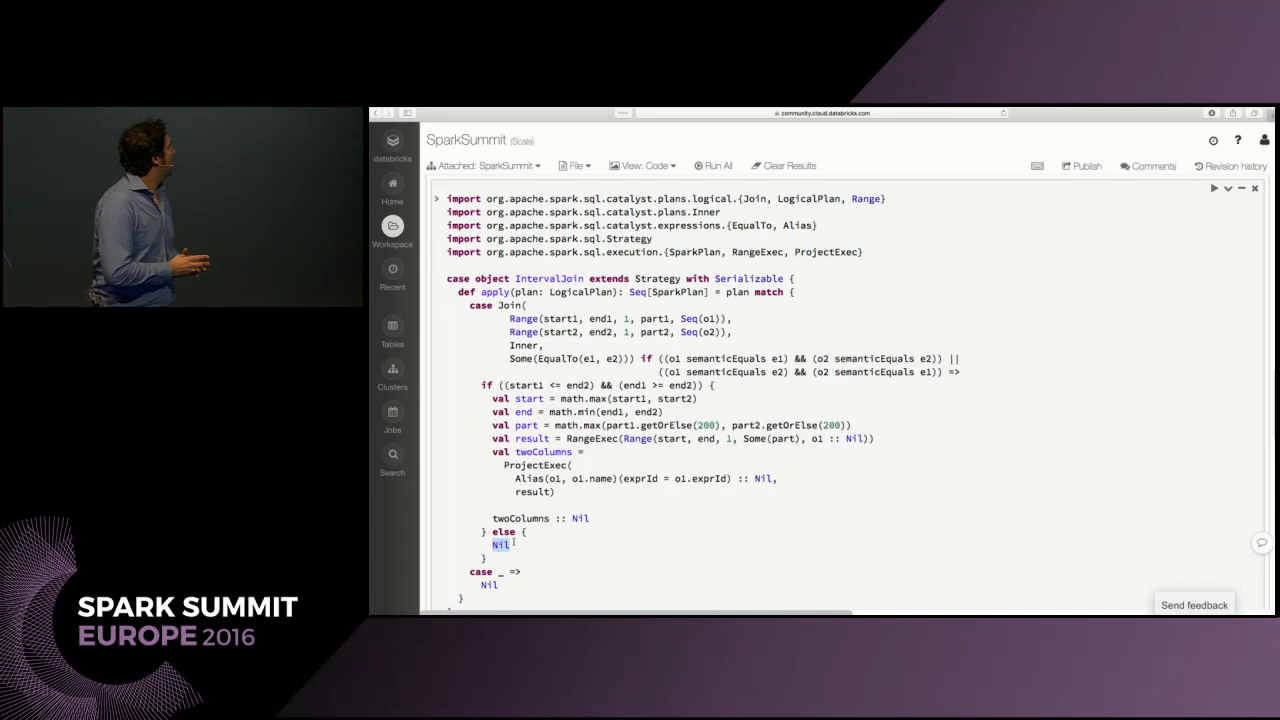 community.cloud.databricks.com
SparkSummit (Scala)
Attached: SparkSummit File View: Code Run All Clear Results Publish Comments Revision history
databricks
Home
Workspace
Recent
Tables
Clusters
Jobs
Search
> import org.apache.spark.sql.catalyst.plans.logical.{Join, LogicalPlan, Range}
import org.apache.spark.sql.catalyst.plans.Inner
import org.apache.spark.sql.catalyst.expressions.{EqualTo, Alias}
import org.apache.spark.sql.Strategy
import org.apache.spark.sql.execution.{SparkPlan, RangeExec, ProjectExec}
case object IntervalJoin extends Strategy with Serializable {
def apply(plan: LogicalPlan): Seq[SparkPlan] = plan match {
case Join(
Range(start1, end1, 1, part1, Seq(o1)),
Range(start2, end2, 1, part2, Seq(o2)),
Inner,
Some(EqualTo(e1, e2))) if ((o1 semanticEquals e1) && (o2 semanticEquals e2)) ||
((o1 semanticEquals e2) && (o2 semanticEquals e1)) =>
if ((start1 <= end2) && (end1 >= end2)) {
val start = math.max(start1, start2)
val end = math.min(end1, end2)
val part = math.max(part1.getOrElse(200), part2.getOrElse(200))
val result = RangeExec(Range(start, end, 1, Some(part), o1 :: Nil))
val twoColumns =
ProjectExec(
Alias(o1, o1.name)(exprId = o1.exprId) :: Nil,
result)
twoColumns :: Nil
} else {
Nil
}
case _ =>
Nil
}
Send feedback
SPARK SUMMIT
EUROPE 2016